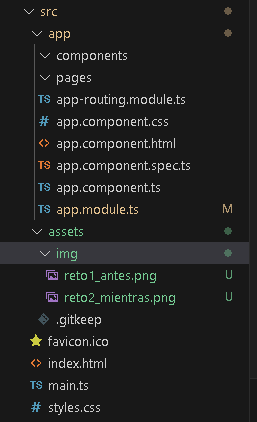 src
app
components
pages
TS app-routing.module.ts
# app.component.css
<> app.component.html
TS app.component.spec.ts
TS app.component.ts
TS app.module.ts M
assets
img
reto1_antes.png U
reto2_mientras.png U
.gitkeep
favicon.ico
<> index.html
TS main.ts
# styles.css